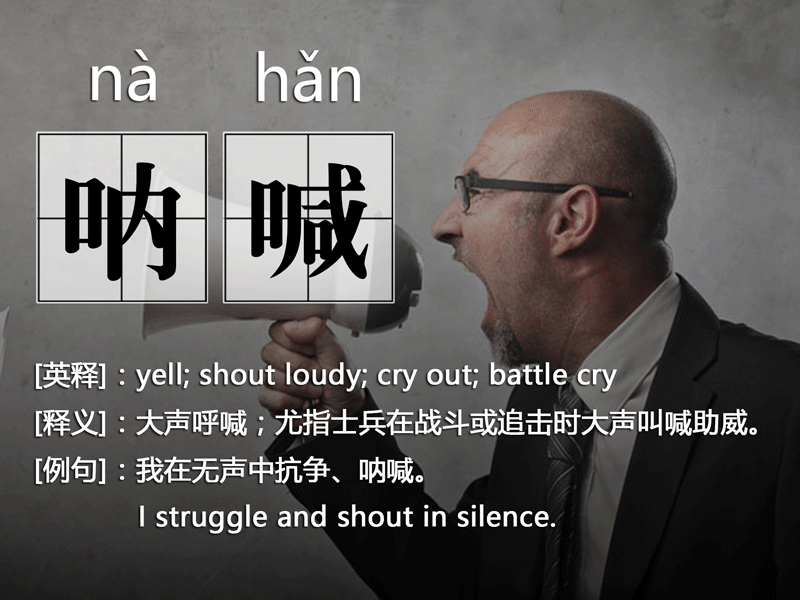 nà hǎn
呐喊
[英释]：yell; shout loudy; cry out; battle cry
[释义]：大声呼喊；尤指士兵在战斗或追击时大声叫喊助威。
[例句]：我在无声中抗争、呐喊。
I struggle and shout in silence.